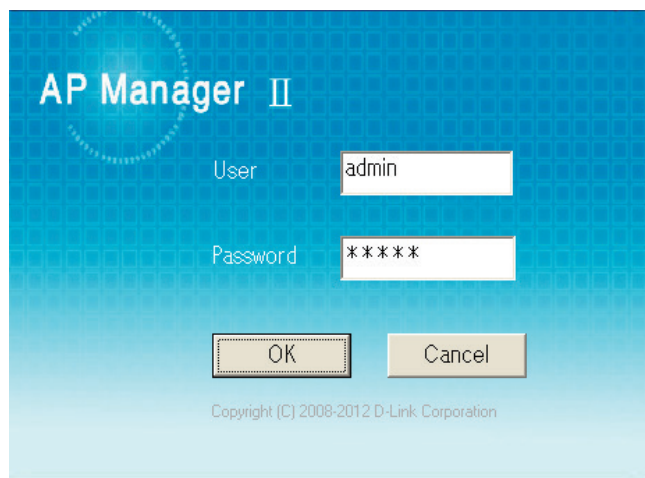 AP Manager II
User admin
Password *****
OK Cancel
Copyright (C) 2008-2012 D-Link Corporation